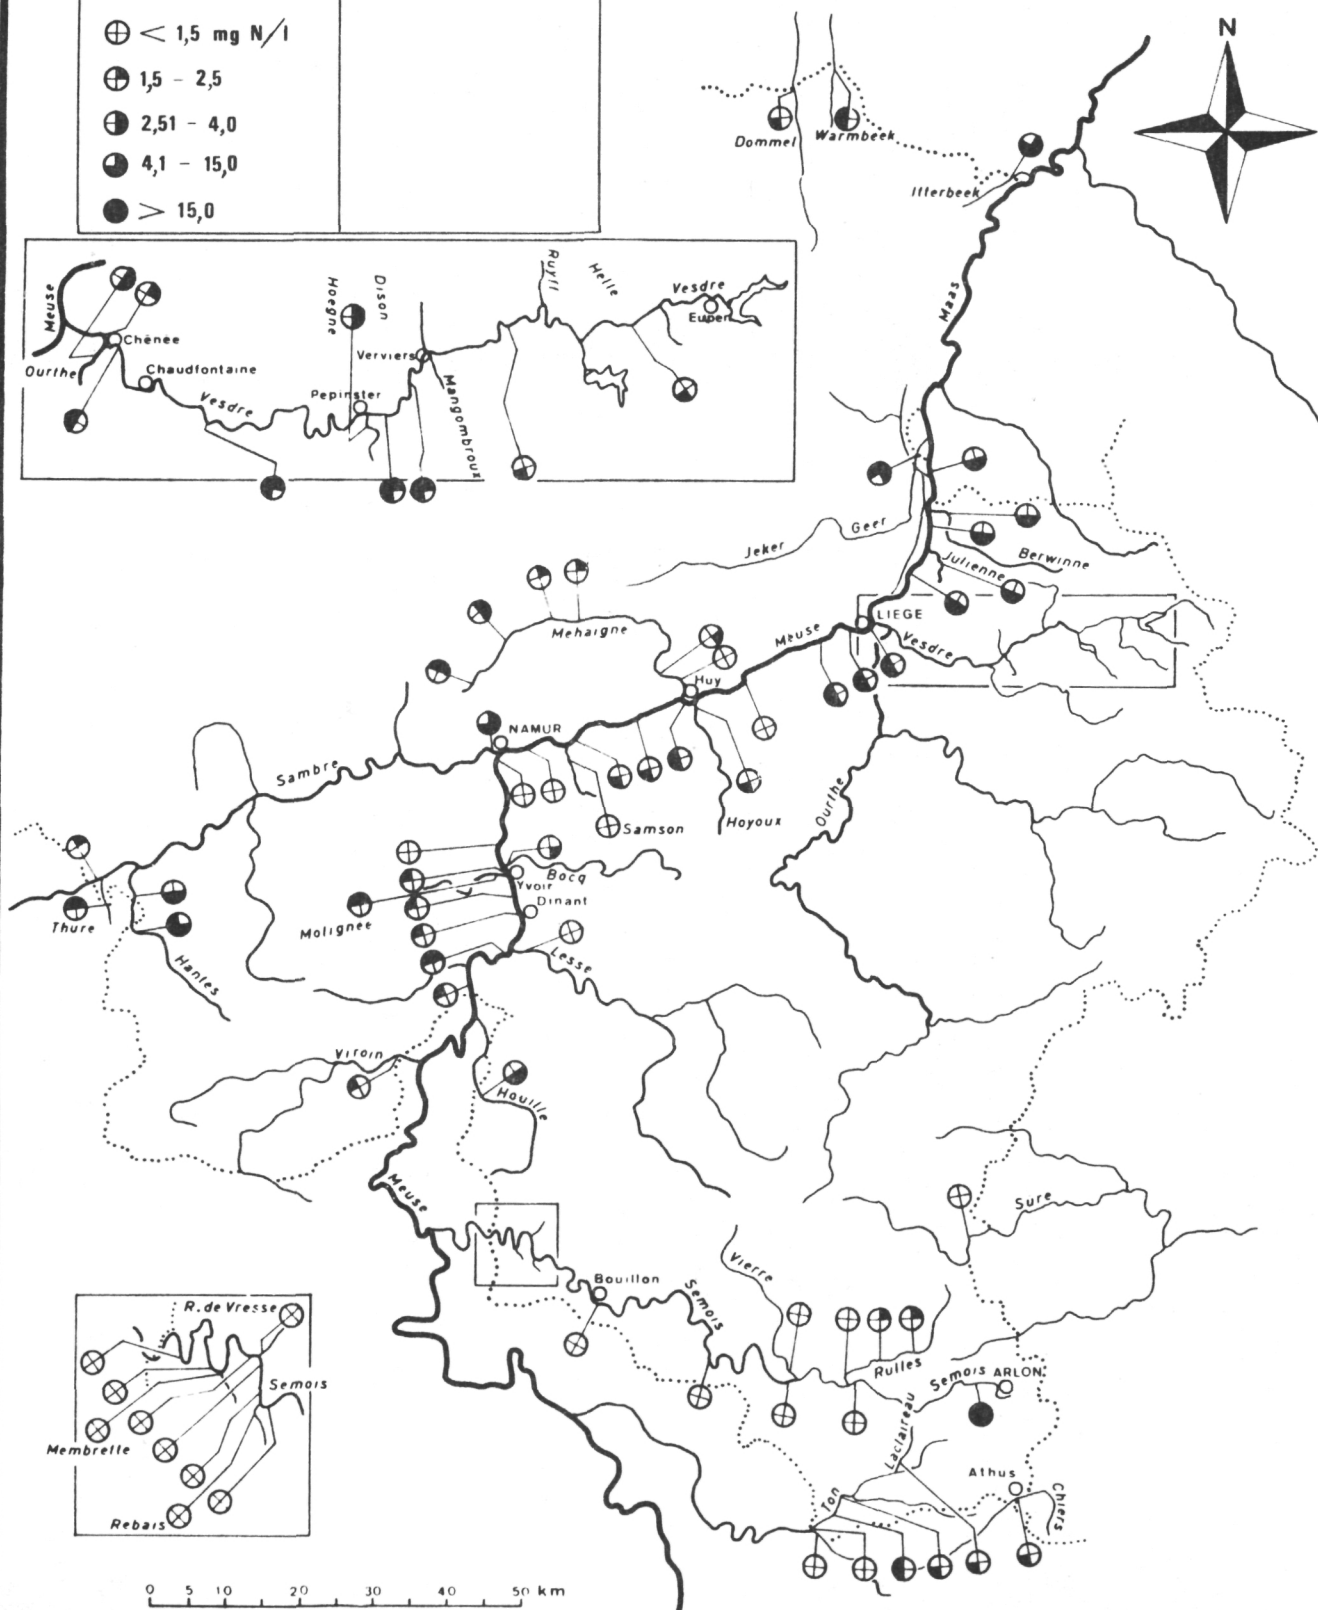 < 1,5 mg N/l
1,5 - 2,5
2,51 - 4,0
4,1 - 15,0
> 15,0
N
Dommel
Warmbeek
Itterbeek
Maas
Meuse
Ourthe
Chênée
Chaudfontaine
Vesdre
Hoegne
Dison
Pepinster
Verviers
Mangombroux
Ruyff
Helle
Vesdre
Eupen
Jeker
Geer
Berwinne
Julienne
LIEGE
Vesdre
Mehaigne
Meuse
Huy
NAMUR
Sambre
Samson
Hoyoux
Ourthe
Bocq
Yvoir
Dinant
Molignée
Thure
Hantes
Lesse
Viroin
Houille
Meuse
Sure
Vierre
Bouillon
Semois
Rulles
Semois
ARLON
Laclaireau
Ton
Athus
Chiers
R. de Vresse
Semois
Membrette
Rebais
0 5 10 20 30 40 50 km